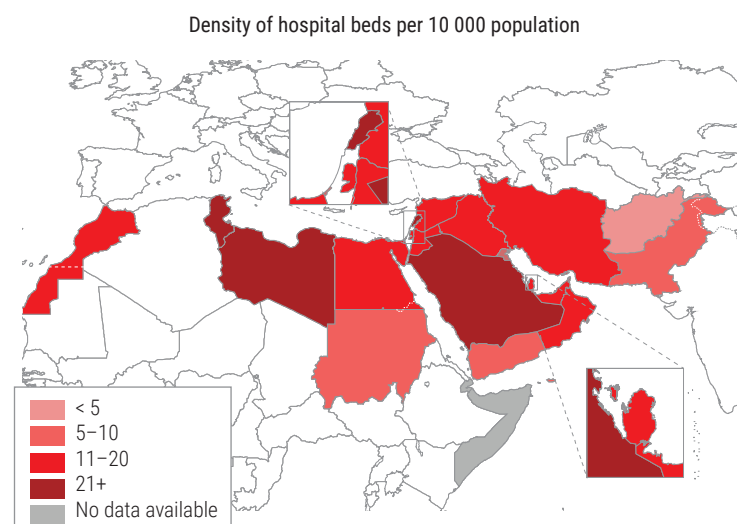 Density of hospital beds per 10 000 population
< 5
5–10
11–20
21+
No data available